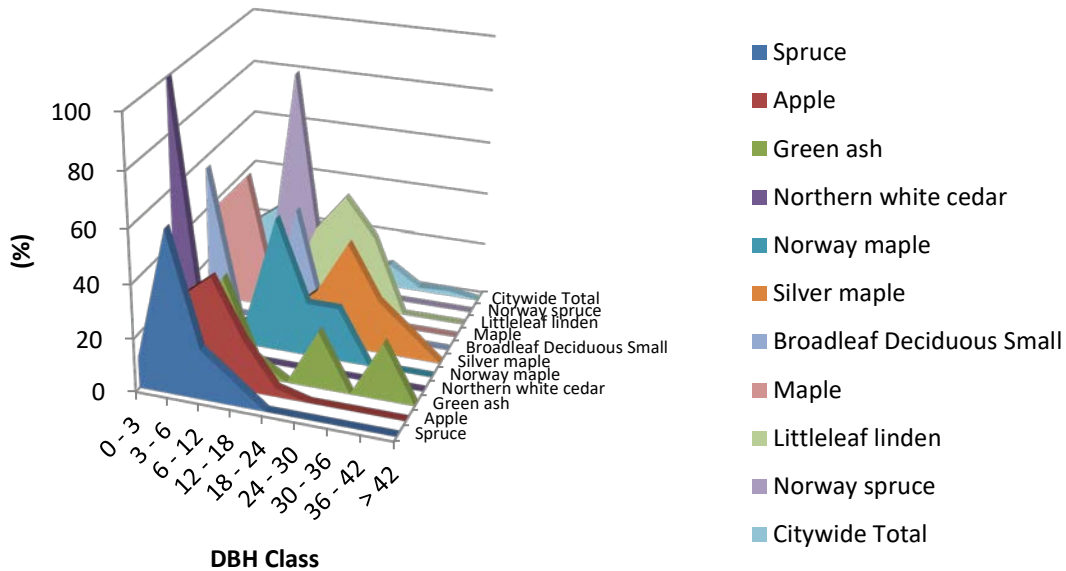 100
80
60
40
20
0
(%)
0 - 3
3 - 6
6 - 12
12 - 18
18 - 24
24 - 30
30 - 36
36 - 42
> 42
DBH Class
Citywide Total
Norway spruce
Littleleaf linden
Maple
Broadleaf Deciduous Small
Silver maple
Norway maple
Northern white cedar
Green ash
Apple
Spruce
Spruce
Apple
Green ash
Northern white cedar
Norway maple
Silver maple
Broadleaf Deciduous Small
Maple
Littleleaf linden
Norway spruce
Citywide Total